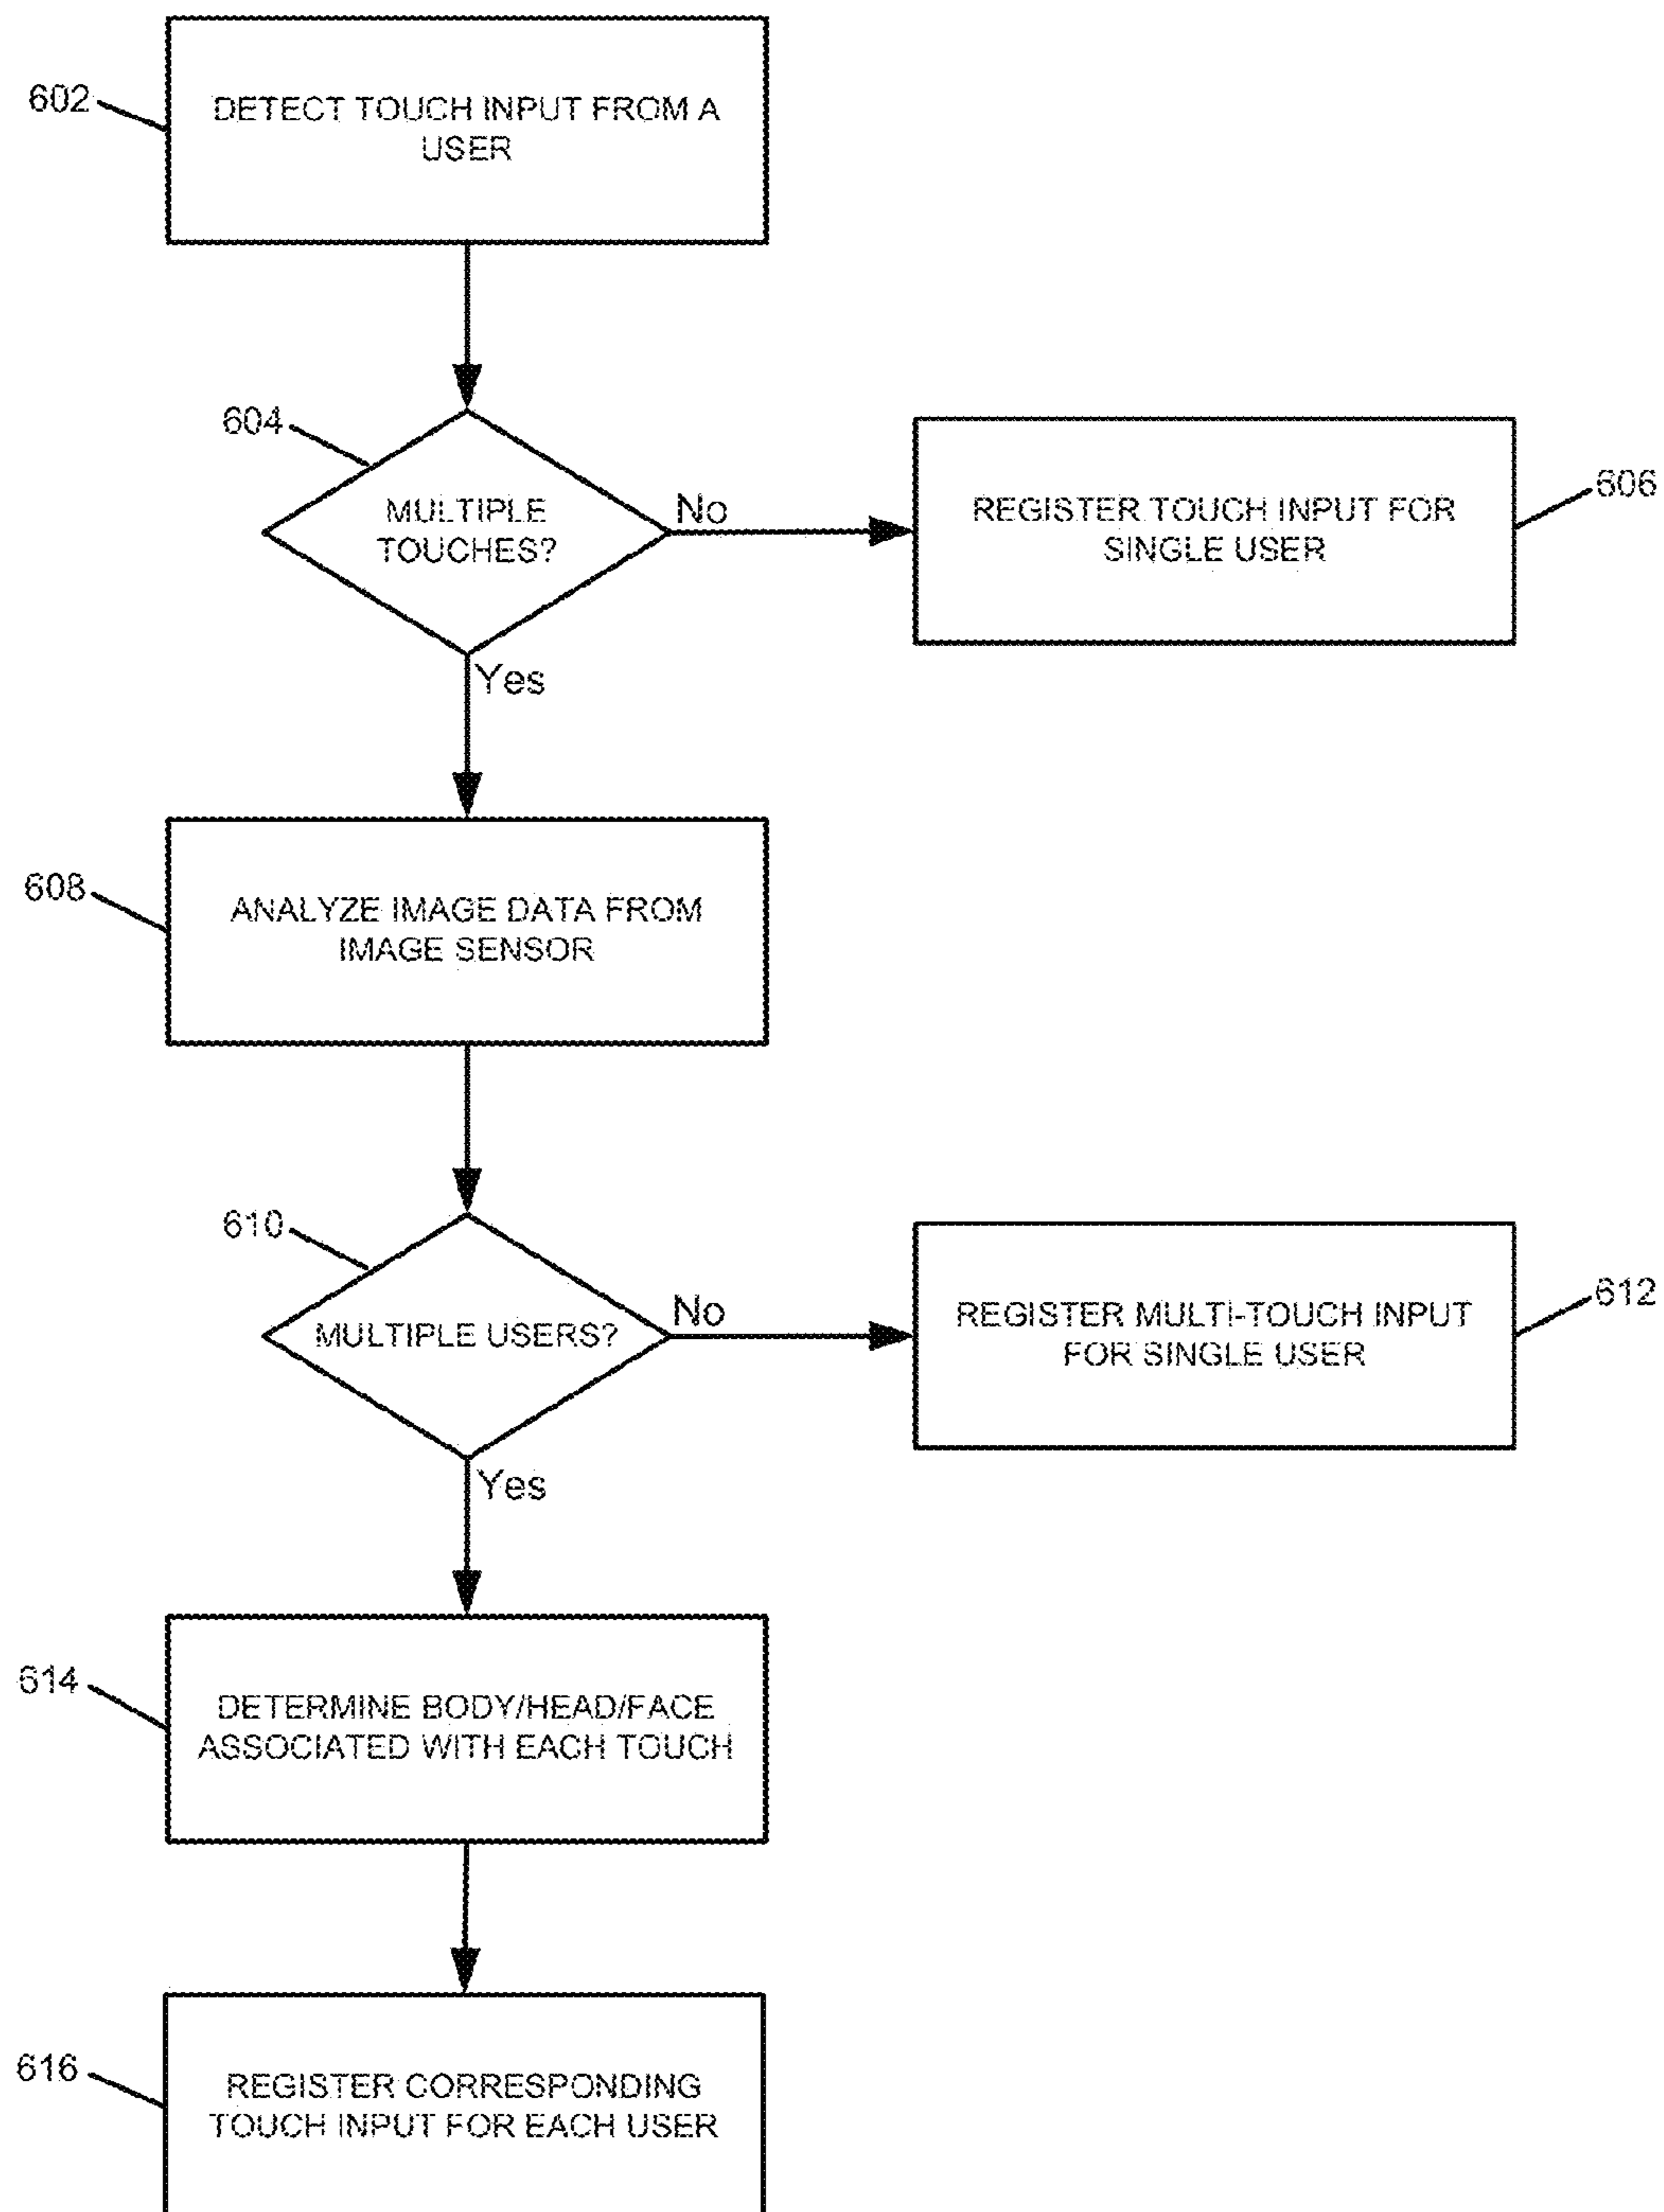 602
DETECT TOUCH INPUT FROM A
USER
604
MULTIPLE
TOUCHES?
No
REGISTER TOUCH INPUT FOR
SINGLE USER
606
Yes
608
ANALYZE IMAGE DATA FROM
IMAGE SENSOR
610
MULTIPLE USERS?
No
REGISTER MULTI-TOUCH INPUT
FOR SINGLE USER
612
Yes
614
DETERMINE BODY/HEAD/FACE
ASSOCIATED WITH EACH TOUCH
616
REGISTER CORRESPONDING
TOUCH INPUT FOR EACH USER